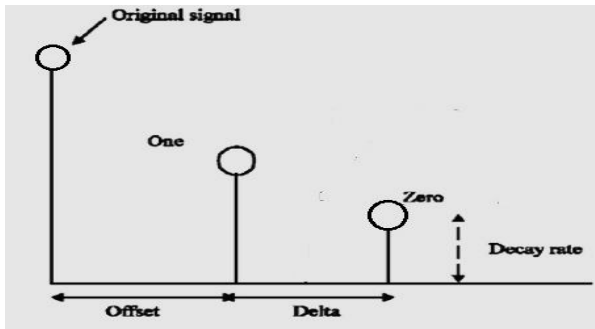 Original signal
One
Zero
Decay rate
Offset
Delta